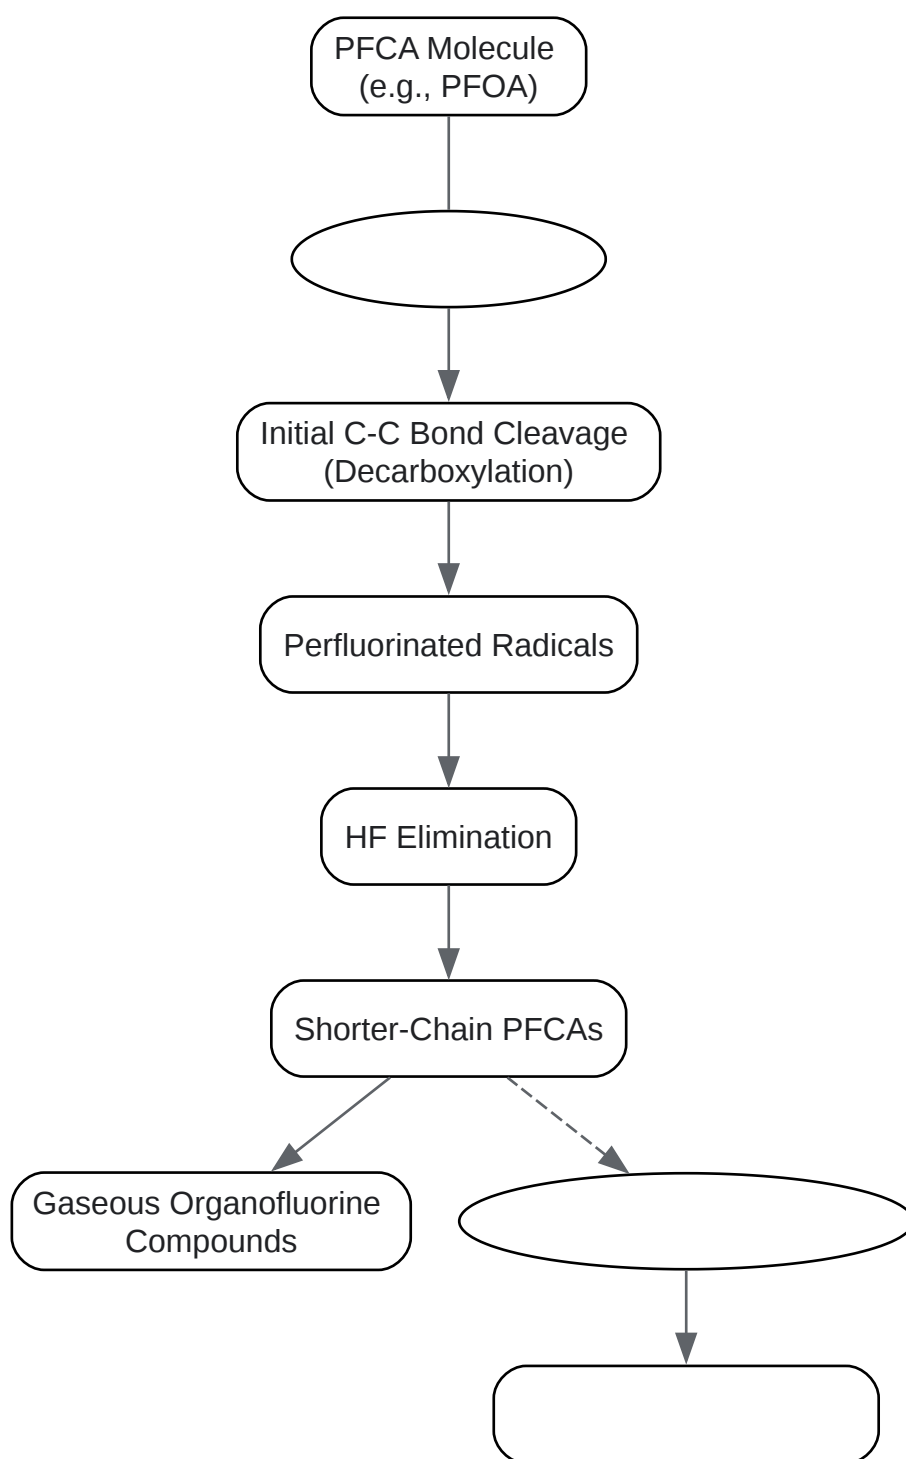 PFCA Molecule
(e.g., PFOA)
Initial C-C Bond Cleavage
(Decarboxylation)
Perfluorinated Radicals
HF Elimination
Shorter-Chain PFCAs
Gaseous Organofluorine
Compounds